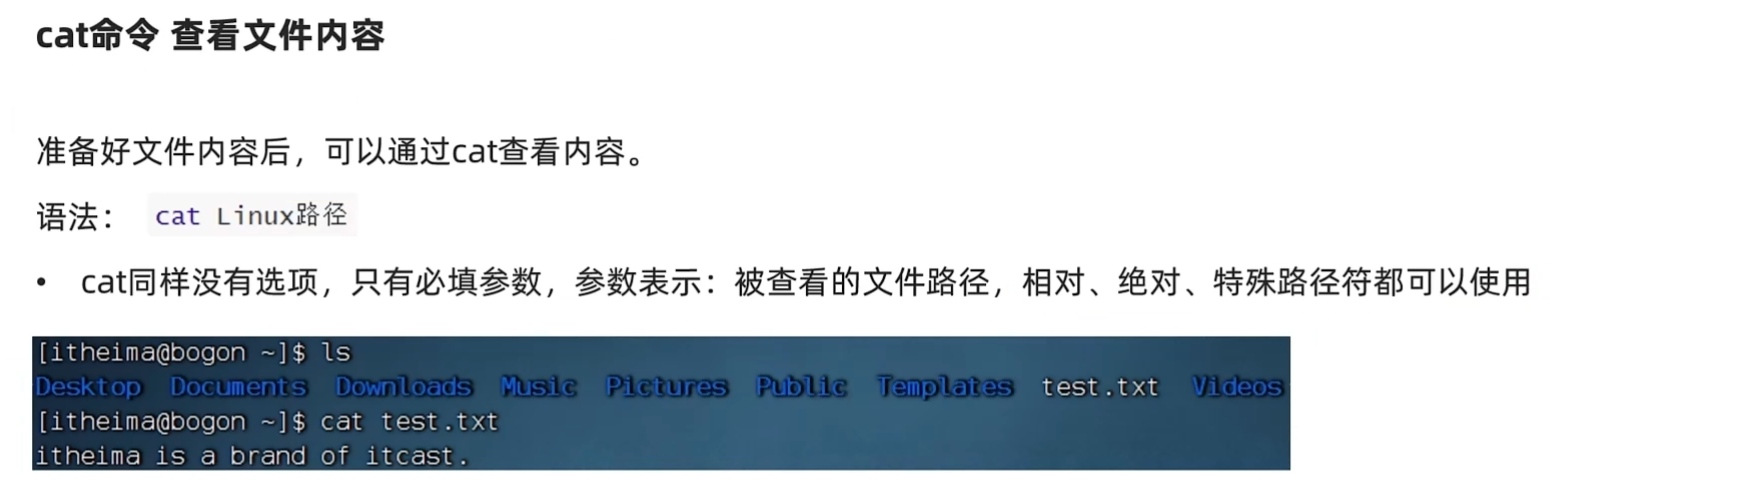 cat命令 查看文件内容
准备好文件内容后，可以通过cat查看内容。
语法： cat Linux路径
• cat同样没有选项，只有必填参数，参数表示：被查看的文件路径，相对、绝对、特殊路径符都可以使用
[itheima@bogon ~]$ ls
Desktop Documents Downloads Music Pictures Public Templates test.txt Videos
[itheima@bogon ~]$ cat test.txt
itheima is a brand of itcast.